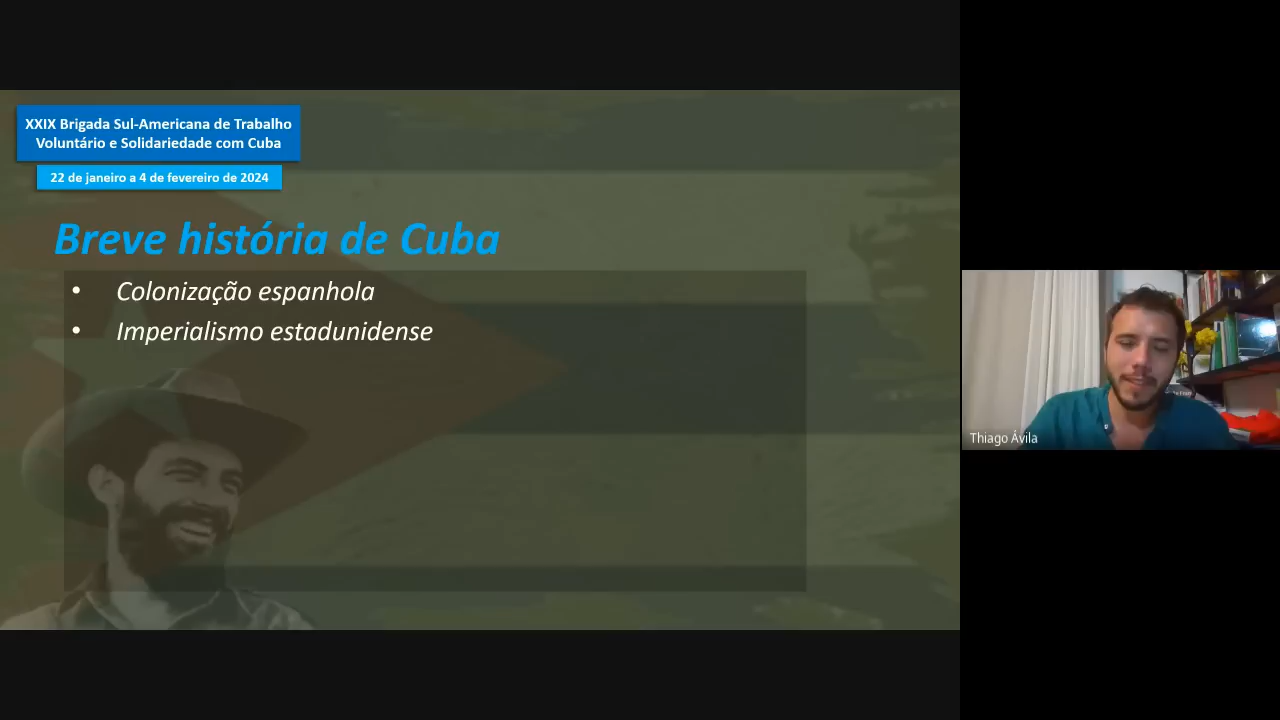 XXIX Brigada Sul-Americana de Trabalho
Voluntário e Solidariedade com Cuba
22 de janeiro a 4 de fevereiro de 2024
Breve história de Cuba
• Colonização espanhola
• Imperialismo estadunidense
Thiago Ávila